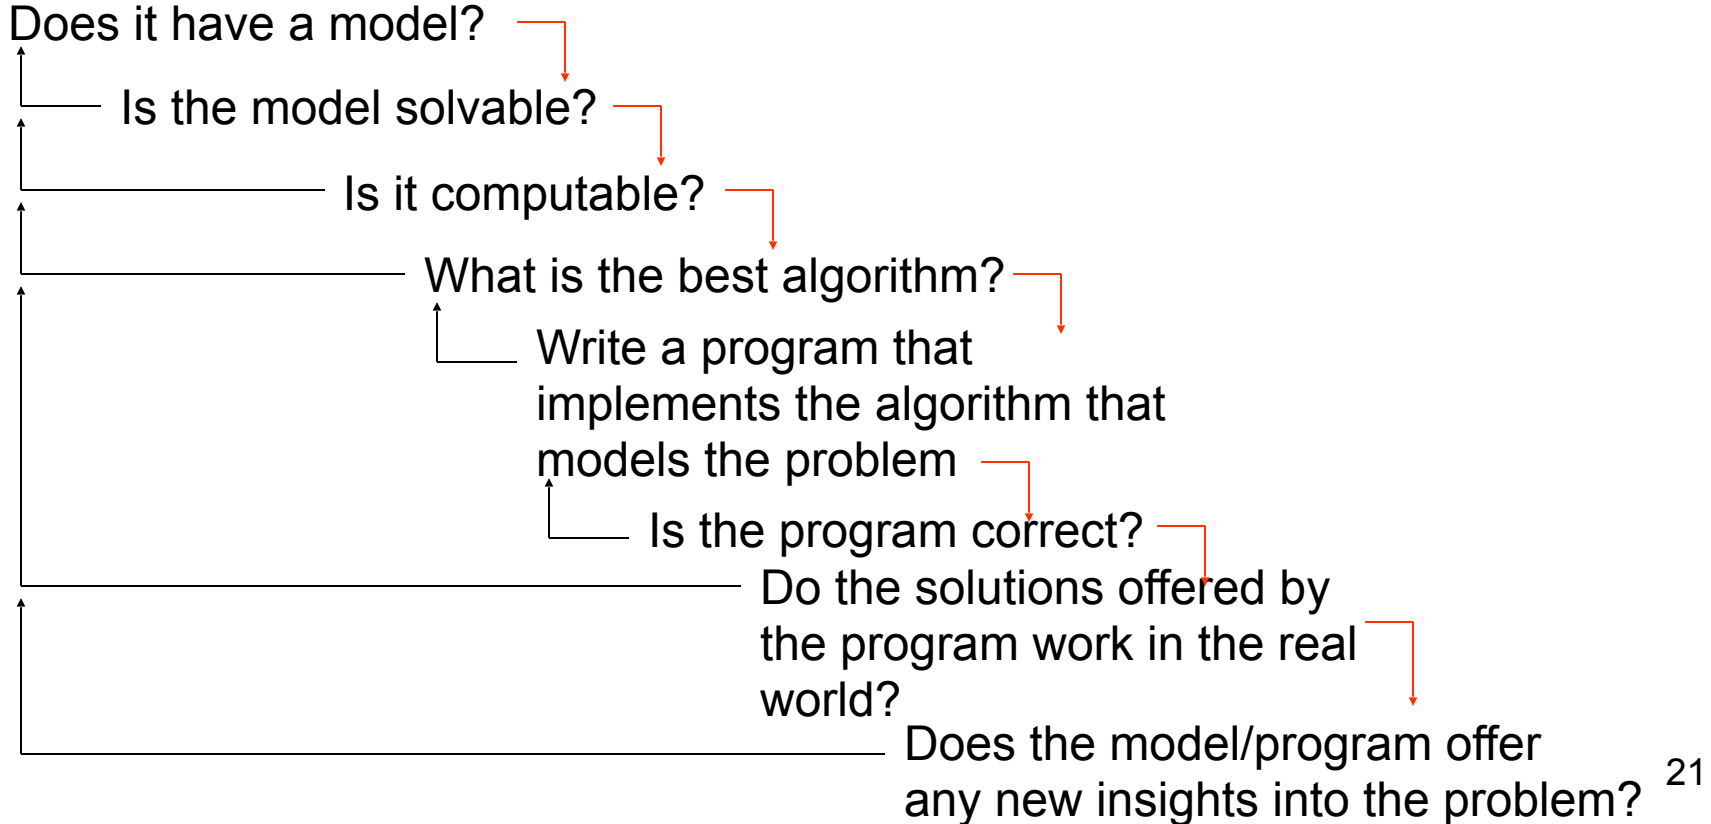 Does it have a model?
Is the model solvable?
Is it computable?
What is the best algorithm?
Write a program that
implements the algorithm that
models the problem
Is the program correct?
Do the solutions offered by
the program work in the real
world?
Does the model/program offer
any new insights into the problem?
21